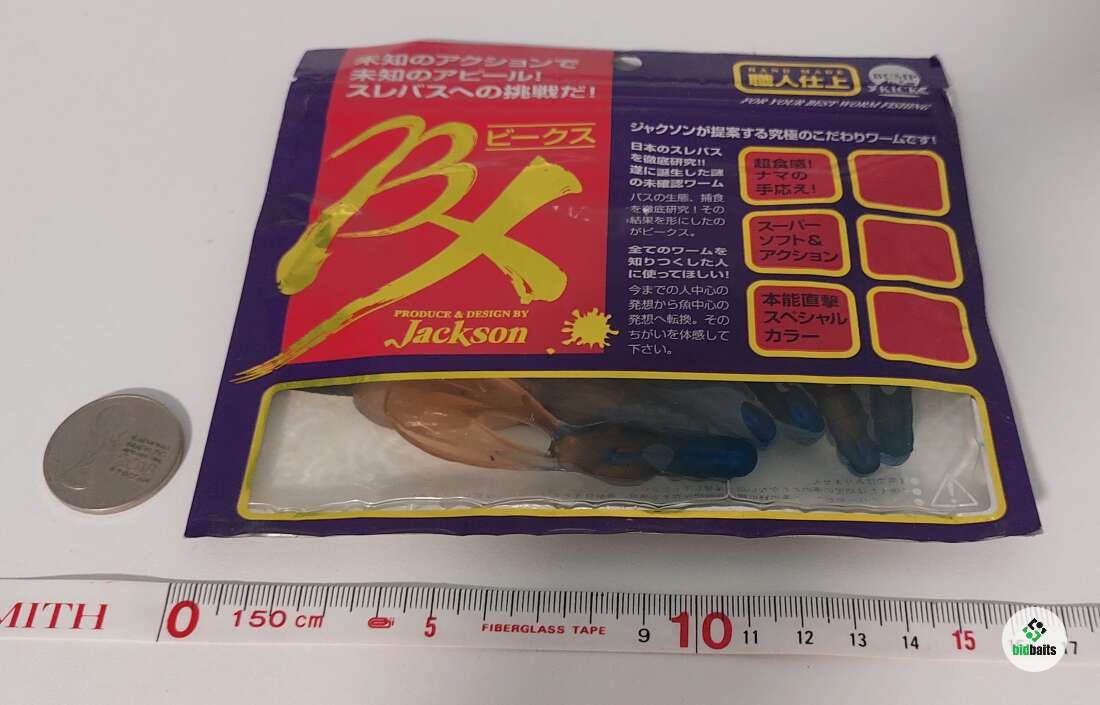 未知のアクションで
未知のアピール!
スレバスへの挑戦だ!
ビークス
BX
PRODUCE & DESIGN BY
Jackson
HAND MADE
職人仕上
BUMP
KICK
FOR YOUR BEST WORM FISHING
ジャクソンが提案する究極のこだわりワームです!
日本のスレバス
を徹底研究!!
遂に誕生した謎
の未確認ワーム
バスの生態、捕食
を徹底研究!その
結果を形にしたの
がビークス。
全てのワームを
知りつくした人
に使ってほしい!
今までの人中心の
発想から魚中心の
発想へ転換。その
ちがいを体感して
下さい。
超食感!
ナマの
手応え!
スーパー
ソフト&
アクション
本能直撃
スペシャル
カラー
MITH 0 150cm 5 FIBERGLASS TAPE 9 10 11 12 13 14 15 17
bidbaits